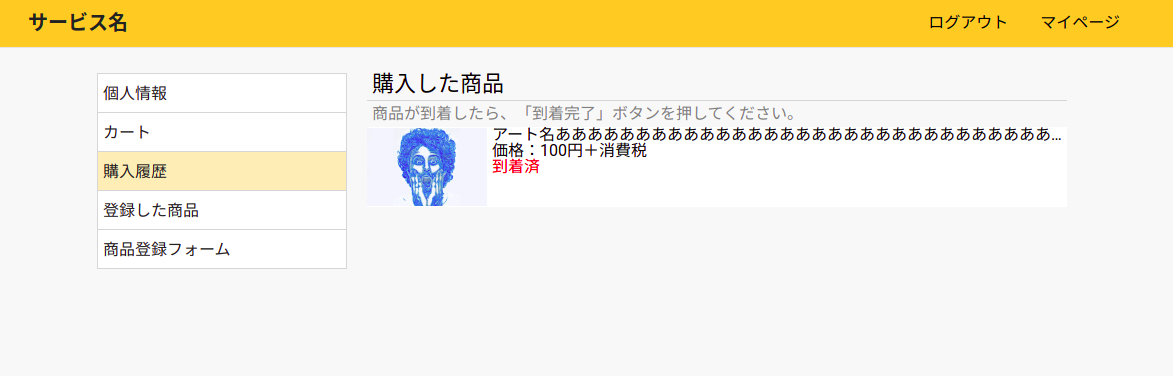 サービス名
ログアウト マイページ
個人情報
カート
購入履歴
登録した商品
商品登録フォーム
購入した商品
商品が到着したら、「到着完了」ボタンを押してください。
アート名あああああああああああああああああああああああああああああああ...
価格：100円＋消費税
到着済